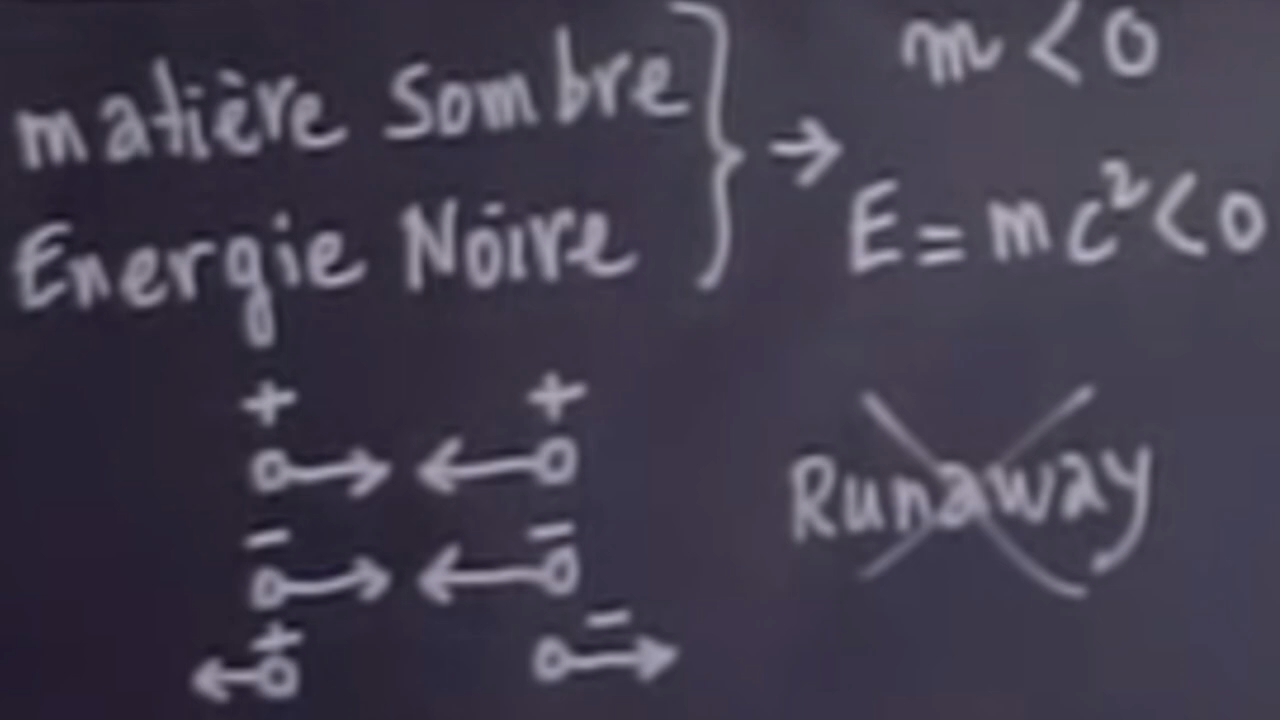 matière sombre } → m < 0
Energie Noire E = mc² < 0
+ +
o→ ←o
- -
o→ ←o
+ -
←o o→
Runaway